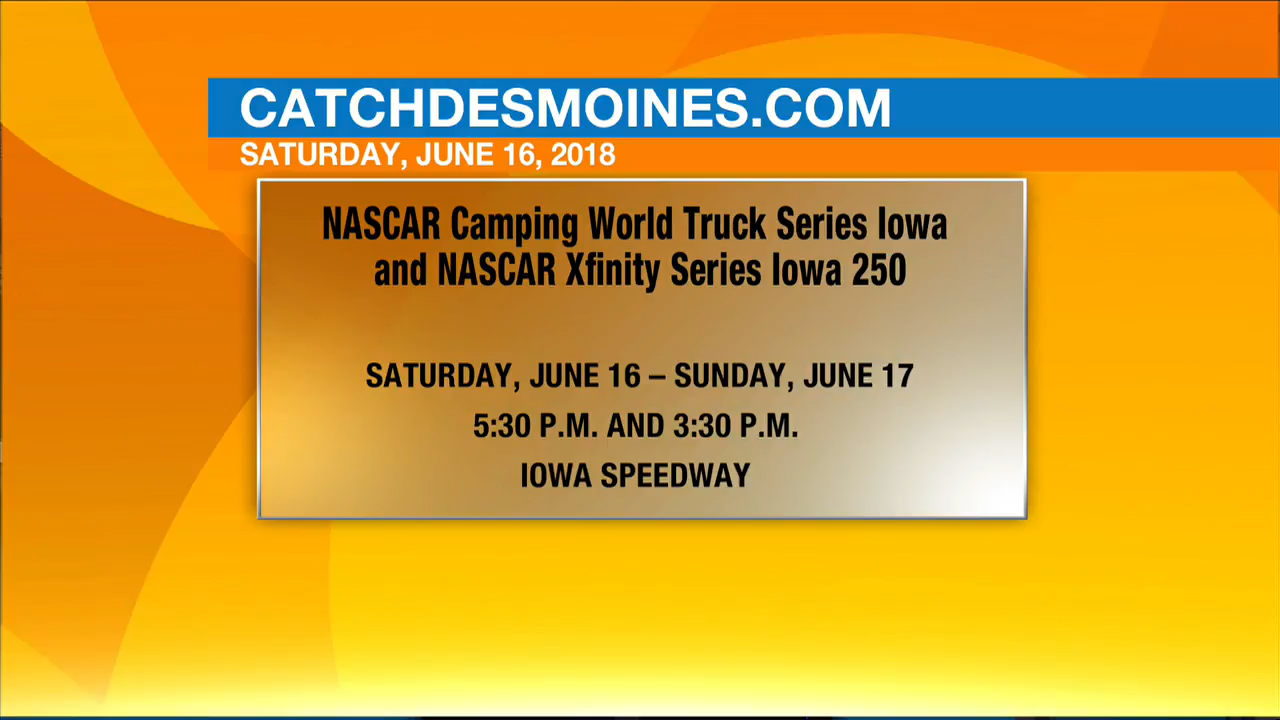 CATCHDESMOINES.COM
SATURDAY, JUNE 16, 2018
NASCAR Camping World Truck Series Iowa
and NASCAR Xfinity Series Iowa 250
SATURDAY, JUNE 16 – SUNDAY, JUNE 17
5:30 P.M. AND 3:30 P.M.
IOWA SPEEDWAY